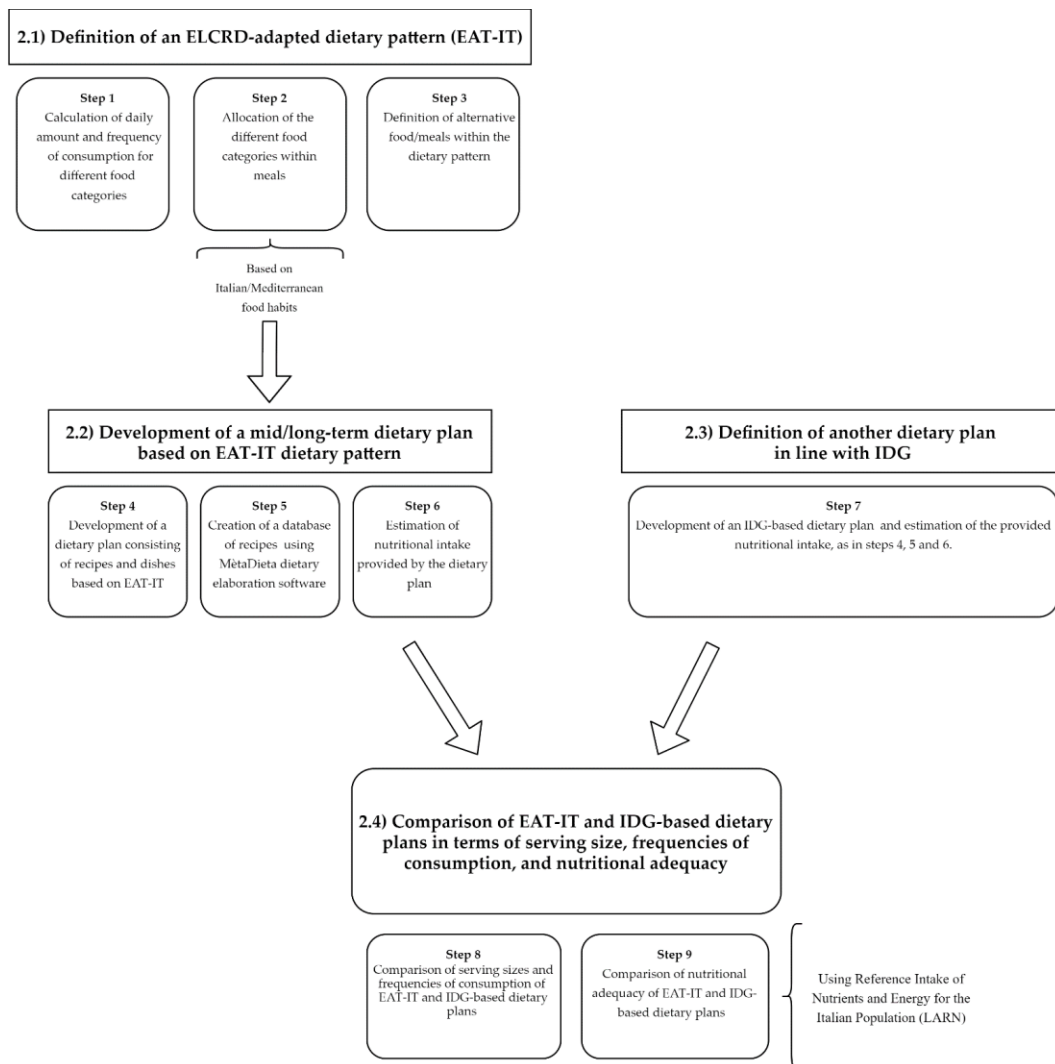 2.1) Definition of an ELCRD-adapted dietary pattern (EAT-IT)
Step 1
Calculation of daily
amount and frequency
of consumption for
different food
categories
Step 2
Allocation of the
different food
categories within
meals
Step 3
Definition of alternative
food/meals within the
dietary pattern
Based on
Italian/Mediterranean
food habits
2.2) Development of a mid/long-term dietary plan
based on EAT-IT dietary pattern
Step 4
Development of a
dietary plan consisting
of recipes and dishes
based on EAT-IT
Step 5
Creation of a database
of recipes using
MètaDieta dietary
elaboration software
Step 6
Estimation of
nutritional intake
provided by the dietary
plan
2.3) Definition of another dietary plan
in line with IDG
Step 7
Development of an IDG-based dietary plan and estimation of the provided
nutritional intake, as in steps 4, 5 and 6.
2.4) Comparison of EAT-IT and IDG-based dietary
plans in terms of serving size, frequencies of
consumption, and nutritional adequacy
Step 8
Comparison of serving sizes and
frequencies of consumption of
EAT-IT and IDG-based dietary
plans
Step 9
Comparison of nutritional
adequacy of EAT-IT and IDG-
based dietary plans
Using Reference Intake of
Nutrients and Energy for the
Italian Population (LARN)